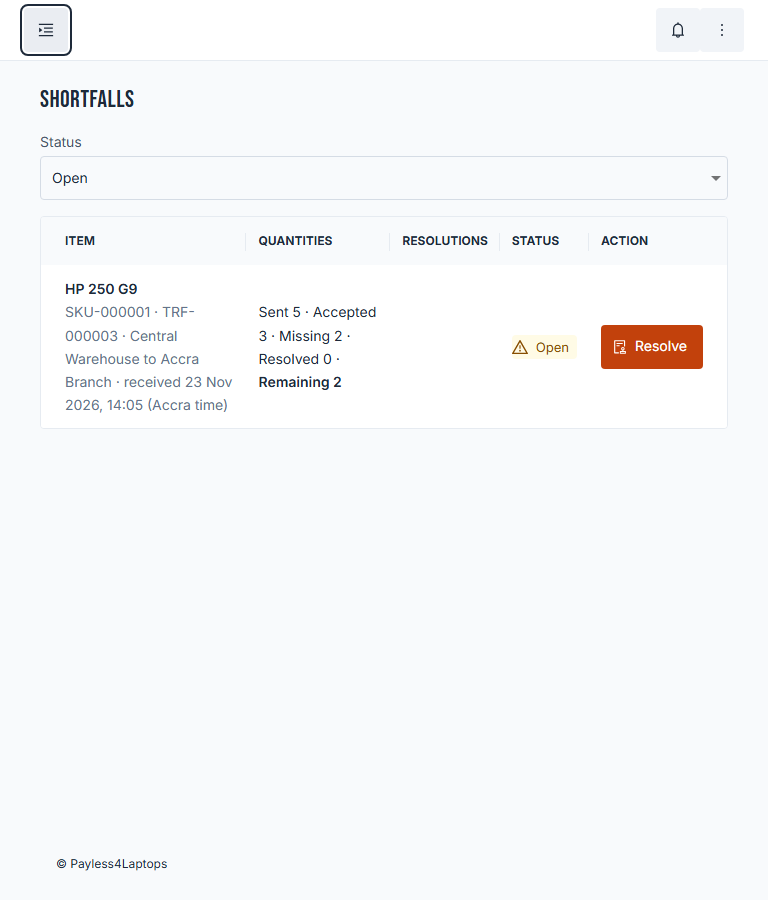 SHORTFALLS
Status
Open
ITEM QUANTITIES RESOLUTIONS STATUS ACTION
HP 250 G9
SKU-000001 · TRF-
000003 · Central
Warehouse to Accra
Branch · received 23 Nov
2026, 14:05 (Accra time)
Sent 5 · Accepted
3 · Missing 2 ·
Resolved 0 ·
Remaining 2
Open
Resolve
© Payless4Laptops